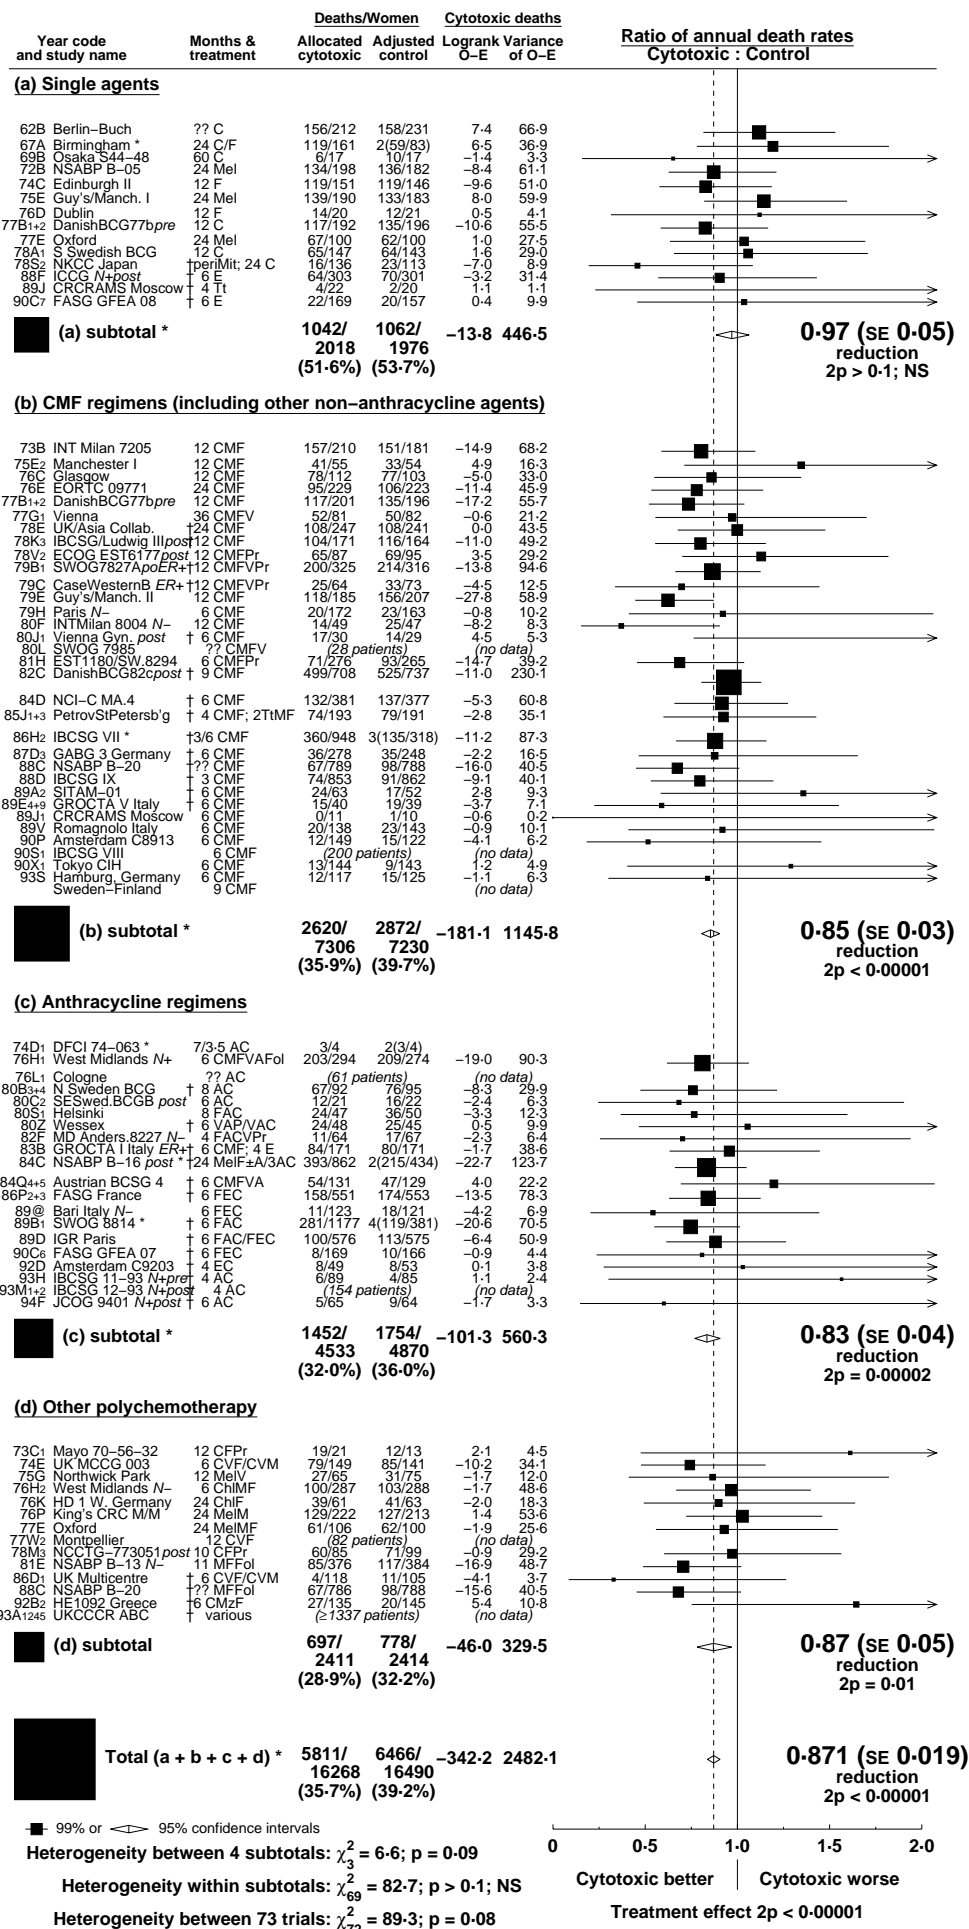 Deaths/Women Cytotoxic deaths
Year code Months & Allocated Adjusted Logrank Variance Ratio of annual death rates
and study name treatment cytotoxic control O–E of O–E Cytotoxic : Control
(a) Single agents
62B Berlin–Buch ?? C 156/212 158/231 7·4 66·9
67A Birmingham * 24 C/F 119/161 2(59/83) 6·5 36·9
69B Osaka S44–48 60 C 6/17 10/17 –1·4 3·3
72B NSABP B–05 24 Mel 134/198 136/182 –8·4 61·1
74C Edinburgh II 12 F 119/151 119/146 –9·6 51·0
75E Guy's/Manch. I 24 Mel 139/190 133/183 8·0 59·9
76D Dublin 12 F 14/20 12/21 0·5 4·1
77B1+2 DanishBCG77bpre 12 C 117/192 135/196 –10·6 55·5
77E Oxford 24 Mel 67/100 62/100 1·0 27·5
78A1 S Swedish BCG 12 C 65/147 64/143 1·6 29·0
78S2 NKCC Japan †periMit; 24 C 16/136 23/113 –7·0 8·9
88F ICCG N+post † 6 E 64/303 70/301 –3·2 31·4
89J CRCRAMS Moscow † 4 Tt 4/22 2/20 1·1 1·1
90C7 FASG GFEA 08 † 6 E 22/169 20/157 0·4 9·9
(a) subtotal * 1042/ 1062/ –13·8 446·5 0·97 (SE 0·05)
2018 1976 reduction
(51·6%) (53·7%) 2p > 0·1; NS
(b) CMF regimens (including other non–anthracycline agents)
73B INT Milan 7205 12 CMF 157/210 151/181 –14·9 68·2
75E2 Manchester I 12 CMF 41/55 33/54 4·9 16·3
76C Glasgow 12 CMF 78/112 77/103 –5·0 33·0
76E EORTC 09771 24 CMF 95/229 106/223 –11·4 45·9
77B1+2 DanishBCG77bpre 12 CMF 117/201 135/196 –17·2 55·7
77G1 Vienna 36 CMFV 52/81 50/82 –0·6 21·2
78E UK/Asia Collab. †24 CMF 108/247 108/241 0·0 43·5
78K3 IBCSG/Ludwig IIIpost†12 CMF 104/171 116/164 –11·0 49·2
78V2 ECOG EST6177post 12 CMFPr 65/87 69/95 3·5 29·2
79B1 SWOG7827ApoER+†12 CMFVPr 200/325 214/316 –13·8 94·6
79C CaseWesternB ER+†12 CMFVPr 25/64 33/73 –4·5 12·5
79E Guy's/Manch. II 12 CMF 118/185 156/207 –27·8 58·9
79H Paris N– 6 CMF 20/172 23/163 –0·8 10·2
80F INTMilan 8004 N– 12 CMF 14/49 25/47 –8·2 8·3
80J1 Vienna Gyn. post † 6 CMF 17/30 14/29 4·5 5·3
80L SWOG 7985 ?? CMFV (28 patients) (no data)
81H EST1180/SW.8294 6 CMFPr 71/276 93/265 –14·7 39·2
82C DanishBCG82cpost † 9 CMF 499/708 525/737 –11·0 230·1
84D NCI–C MA.4 † 6 CMF 132/381 137/377 –5·3 60·8
85J1+3 PetrovStPetersb'g † 4 CMF; 2TtMF 74/193 79/191 –2·8 35·1
86H2 IBCSG VII * †3/6 CMF 360/948 3(135/318) –11·2 87·3
87D3 GABG 3 Germany † 6 CMF 36/278 35/248 –2·2 16·5
88C NSABP B–20 †?? CMF 67/789 98/788 –16·0 40·5
88D IBCSG IX † 3 CMF 74/853 91/862 –9·1 40·1
89A2 SITAM–01 † 6 CMF 24/63 17/52 2·8 9·3
89E4+9 GROCTA V Italy † 6 CMF 15/40 19/39 –3·7 7·1
89J1 CRCRAMS Moscow 6 CMF 0/11 1/10 –0·6 0·2
89V Romagnolo Italy 6 CMF 20/138 23/143 –0·9 10·1
90P Amsterdam C8913 6 CMF 12/149 15/122 –4·1 6·2
90S1 IBCSG VIII 6 CMF (200 patients) (no data)
90X1 Tokyo CIH 6 CMF 13/144 9/143 1·2 4·9
93S Hamburg, Germany 6 CMF 12/117 15/125 –1·1 6·3
Sweden–Finland 9 CMF (no data)
(b) subtotal * 2620/ 2872/ –181·1 1145·8 0·85 (SE 0·03)
7306 7230 reduction
(35·9%) (39·7%) 2p < 0·00001
(c) Anthracycline regimens
74D1 DFCI 74–063 * 7/3·5 AC 3/4 2(3/4)
76H1 West Midlands N+ 6 CMFVAFol 203/294 209/274 –19·0 90·3
76L1 Cologne ?? AC (61 patients) (no data)
80B3+4 N Sweden BCG † 8 AC 67/92 76/95 –8·3 29·9
80C2 SESwed.BCGB post 6 AC 12/21 16/22 –2·4 6·3
80S1 Helsinki 8 FAC 24/47 36/50 –3·3 12·3
80Z Wessex † 6 VAP/VAC 24/48 25/45 0·5 9·9
82F MD Anders.8227 N– 4 FACVPr 11/64 17/67 –2·3 6·4
83B GROCTA I Italy ER+† 6 CMF; 4 E 84/171 80/171 –1·7 38·6
84C NSABP B–16 post *†24 MelF±A/3AC 393/862 2(215/434) –22·7 123·7
84Q4+5 Austrian BCSG 4 † 6 CMFVA 54/131 47/129 4·0 22·2
86P2+3 FASG France † 6 FEC 158/551 174/553 –13·5 78·3
89@ Bari Italy N– 6 FEC 11/123 18/121 –4·2 6·9
89B1 SWOG 8814 * † 6 FAC 281/1177 4(119/381) –20·6 70·5
89D IGR Paris † 6 FAC/FEC 100/576 113/575 –6·4 50·9
90C6 FASG GFEA 07 † 6 FEC 8/169 10/166 –0·9 4·4
92D Amsterdam C9203 † 4 EC 8/49 8/53 0·1 3·8
93H IBCSG 11–93 N+pre† 4 AC 6/89 4/85 1·1 2·4
93M1+2 IBCSG 12–93 N+post† 4 AC (154 patients) (no data)
94F JCOG 9401 N+post † 6 AC 5/65 9/64 –1·7 3·3
(c) subtotal * 1452/ 1754/ –101·3 560·3 0·83 (SE 0·04)
4533 4870 reduction
(32·0%) (36·0%) 2p = 0·00002
(d) Other polychemotherapy
73C1 Mayo 70–56–32 12 CFPr 19/21 12/13 2·1 4·5
74E UK MCCG 003 6 CVF/CVM 79/149 85/141 –10·2 34·1
75G Northwick Park 12 MelV 27/65 31/75 –1·7 12·0
76H2 West Midlands N– 6 ChlMF 100/287 103/288 –1·7 48·6
76K HD 1 W. Germany 24 ChlF 39/61 41/63 –2·0 18·3
76P King's CRC M/M 24 MelM 129/222 127/213 1·4 53·6
77E Oxford 24 MelMF 61/106 62/100 –1·9 25·6
77W2 Montpellier 12 CVF (82 patients) (no data)
78M3 NCCTG–773051post 10 CFPr 60/85 71/99 –0·9 29·2
81E NSABP B–13 N– 11 MFFol 85/376 117/384 –16·9 48·7
86D1 UK Multicentre † 6 CVF/CVM 4/118 11/105 –4·1 3·7
88C NSABP B–20 †?? MFFol 67/786 98/788 –15·6 40·5
92B2 HE1092 Greece †6 CMzF 27/135 20/145 5·4 10·8
93A1245 UKCCCR ABC † various (≥1337 patients) (no data)
(d) subtotal 697/ 778/ –46·0 329·5 0·87 (SE 0·05)
2411 2414 reduction
(28·9%) (32·2%) 2p = 0·01
Total (a + b + c + d) * 5811/ 6466/ –342·2 2482·1 0·871 (SE 0·019)
16268 16490 reduction
(35·7%) (39·2%) 2p < 0·00001
99% or 95% confidence intervals
0 0·5 1·0 1·5 2·0
Heterogeneity between 4 subtotals: χ²₃ = 6·6; p = 0·09
Cytotoxic better Cytotoxic worse
Heterogeneity within subtotals: χ²₆₉ = 82·7; p > 0·1; NS
Treatment effect 2p < 0·00001
Heterogeneity between 73 trials: χ²₇₂ = 89·3; p = 0·08